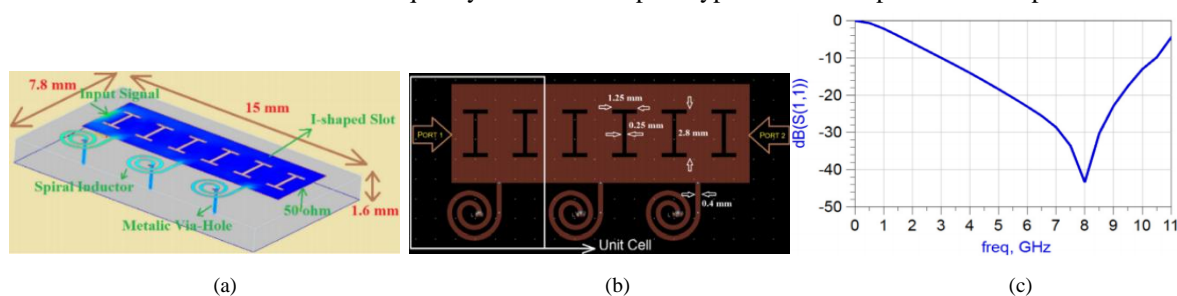 7.8 mm
Input Signal
15 mm
I-shaped Slot
Spiral Inductor
Metalic Via-Hole
50 ohm
1.6 mm
(a)
1.25 mm
0.25 mm
2.8 mm
PORT 1
PORT 2
0.4 mm
Unit Cell
(b)
dB(S(1,1))
0
-10
-20
-30
-40
-50
0 1 2 3 4 5 6 7 8 9 10 11
freq, GHz
(c)